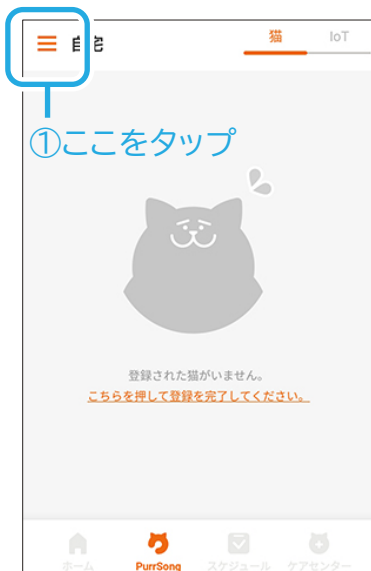 自宅
猫
IoT
①ここをタップ
登録された猫がいません。
こちらを押して登録を完了してください。
ホーム
PurrSong
スケジュール
ケアセンター